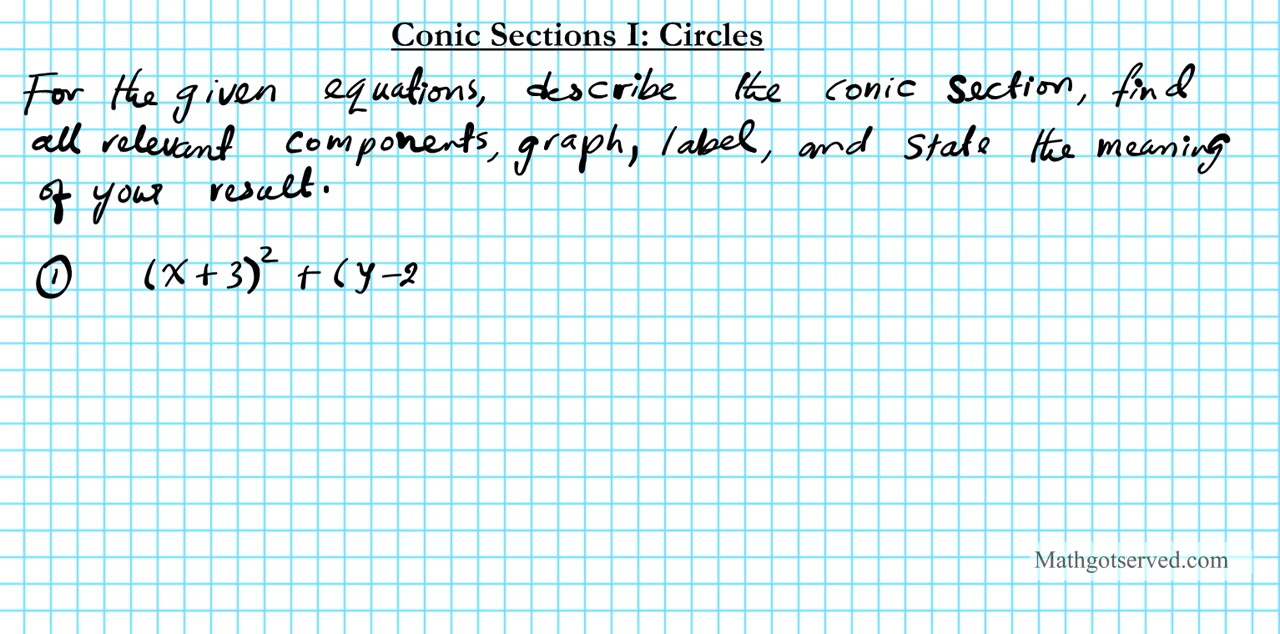 Conic Sections I: Circles
For the given equations, describe the conic section, find
all relevant components, graph, label, and state the meaning
of your result.
① (x+3)² + (y-2
Mathgotserved.com